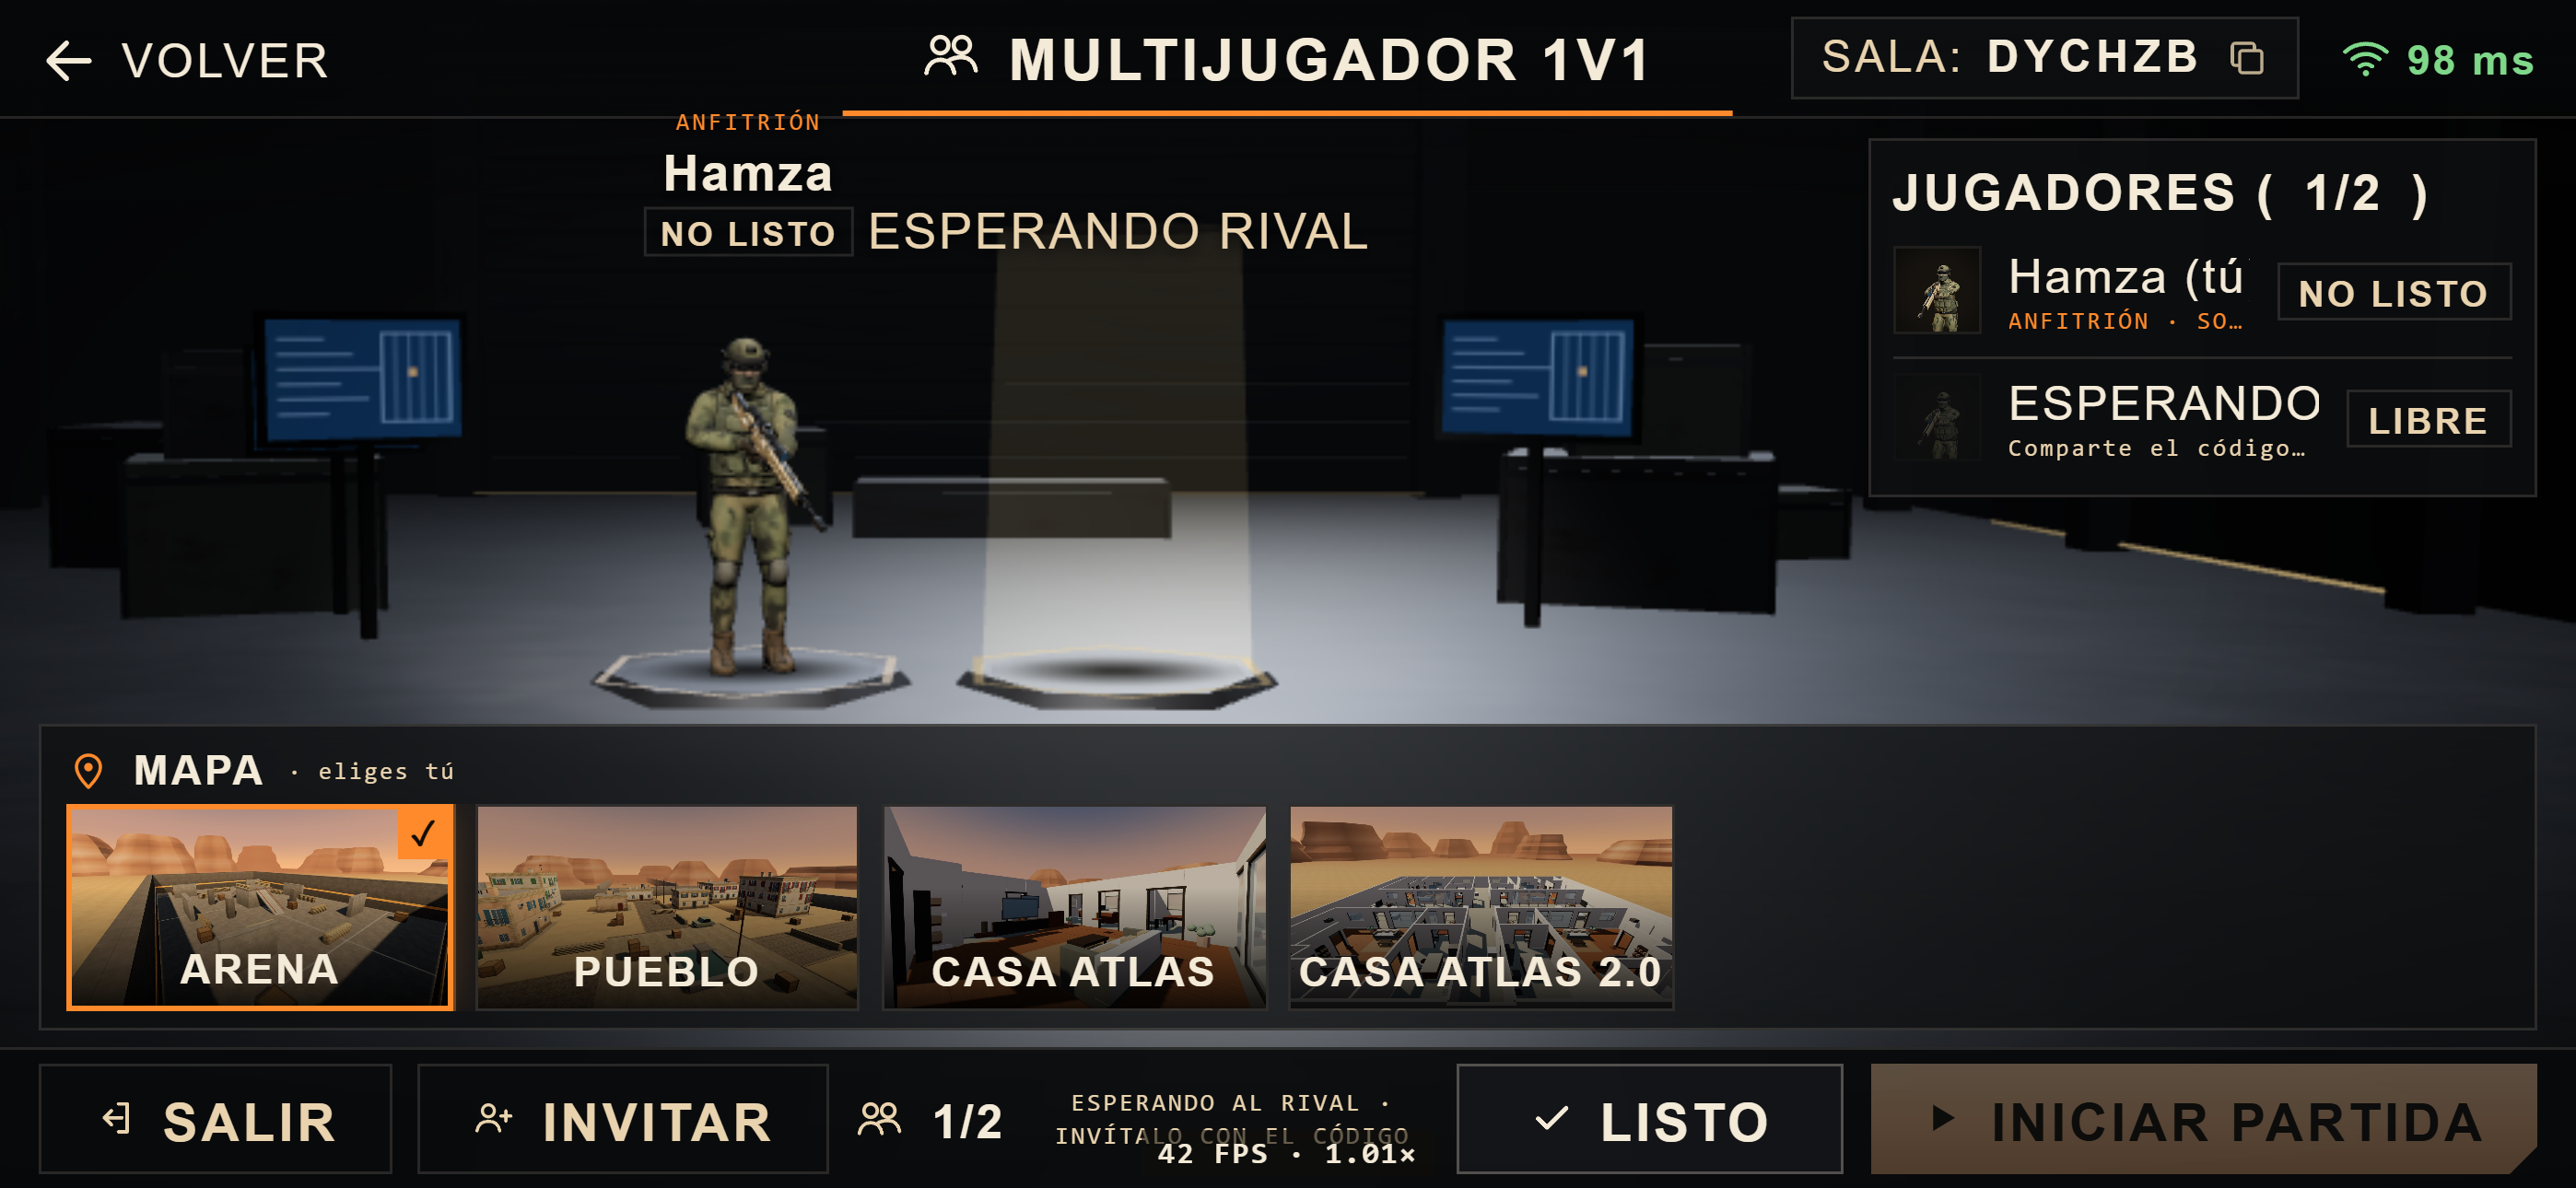 VOLVER
MULTIJUGADOR 1V1
SALA: DYCHZB
98 ms
ANFITRIÓN
Hamza
NO LISTO
ESPERANDO RIVAL
JUGADORES ( 1/2 )
Hamza (tú
NO LISTO
ANFITRIÓN · SO…
ESPERANDO
LIBRE
Comparte el código…
MAPA · eliges tú
ARENA
PUEBLO
CASA ATLAS
CASA ATLAS 2.0
SALIR
INVITAR
1/2
ESPERANDO AL RIVAL ·
INVÍTALO CON EL CÓDIGO
42 FPS · 1.01×
LISTO
INICIAR PARTIDA